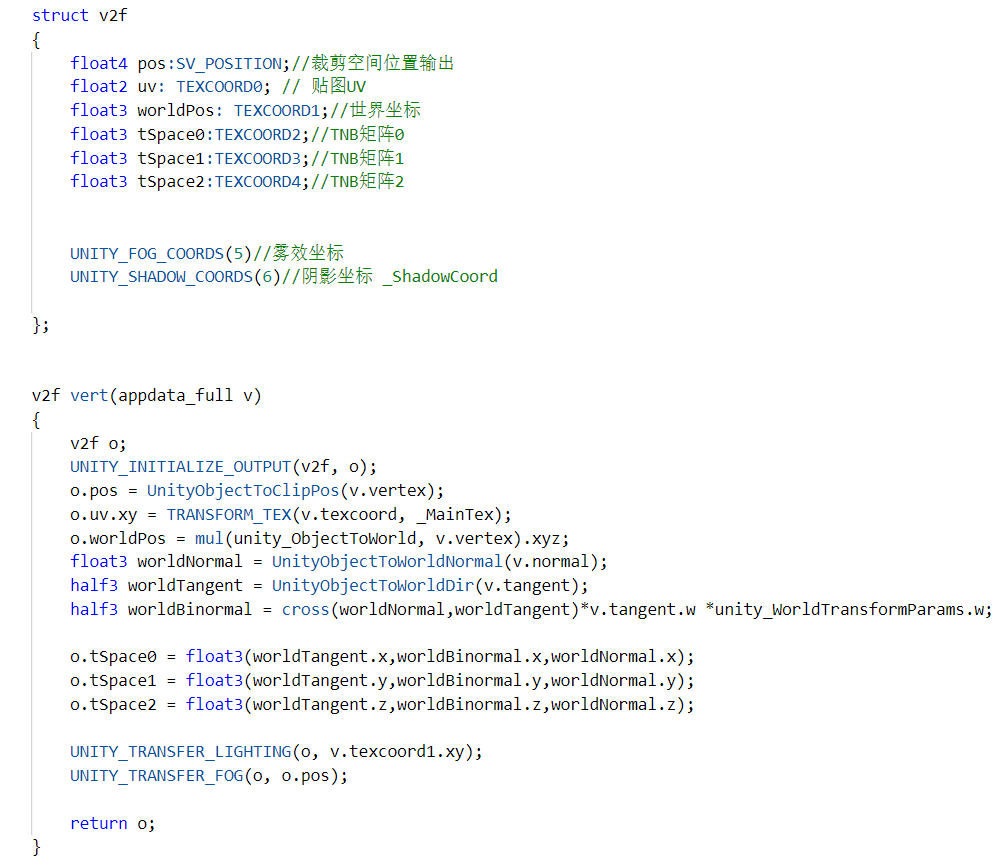 struct v2f
{
float4 pos:SV_POSITION;//裁剪空间位置输出
float2 uv: TEXCOORD0; // 贴图UV
float3 worldPos: TEXCOORD1;//世界坐标
float3 tSpace0:TEXCOORD2;//TNB矩阵0
float3 tSpace1:TEXCOORD3;//TNB矩阵1
float3 tSpace2:TEXCOORD4;//TNB矩阵2
UNITY_FOG_COORDS(5)//雾效坐标
UNITY_SHADOW_COORDS(6)//阴影坐标 _ShadowCoord
};
v2f vert(appdata_full v)
{
v2f o;
UNITY_INITIALIZE_OUTPUT(v2f, o);
o.pos = UnityObjectToClipPos(v.vertex);
o.uv.xy = TRANSFORM_TEX(v.texcoord, _MainTex);
o.worldPos = mul(unity_ObjectToWorld, v.vertex).xyz;
float3 worldNormal = UnityObjectToWorldNormal(v.normal);
half3 worldTangent = UnityObjectToWorldDir(v.tangent);
half3 worldBinormal = cross(worldNormal,worldTangent)*v.tangent.w *unity_WorldTransformParams.w;
o.tSpace0 = float3(worldTangent.x,worldBinormal.x,worldNormal.x);
o.tSpace1 = float3(worldTangent.y,worldBinormal.y,worldNormal.y);
o.tSpace2 = float3(worldTangent.z,worldBinormal.z,worldNormal.z);
UNITY_TRANSFER_LIGHTING(o, v.texcoord1.xy);
UNITY_TRANSFER_FOG(o, o.pos);
return o;
}